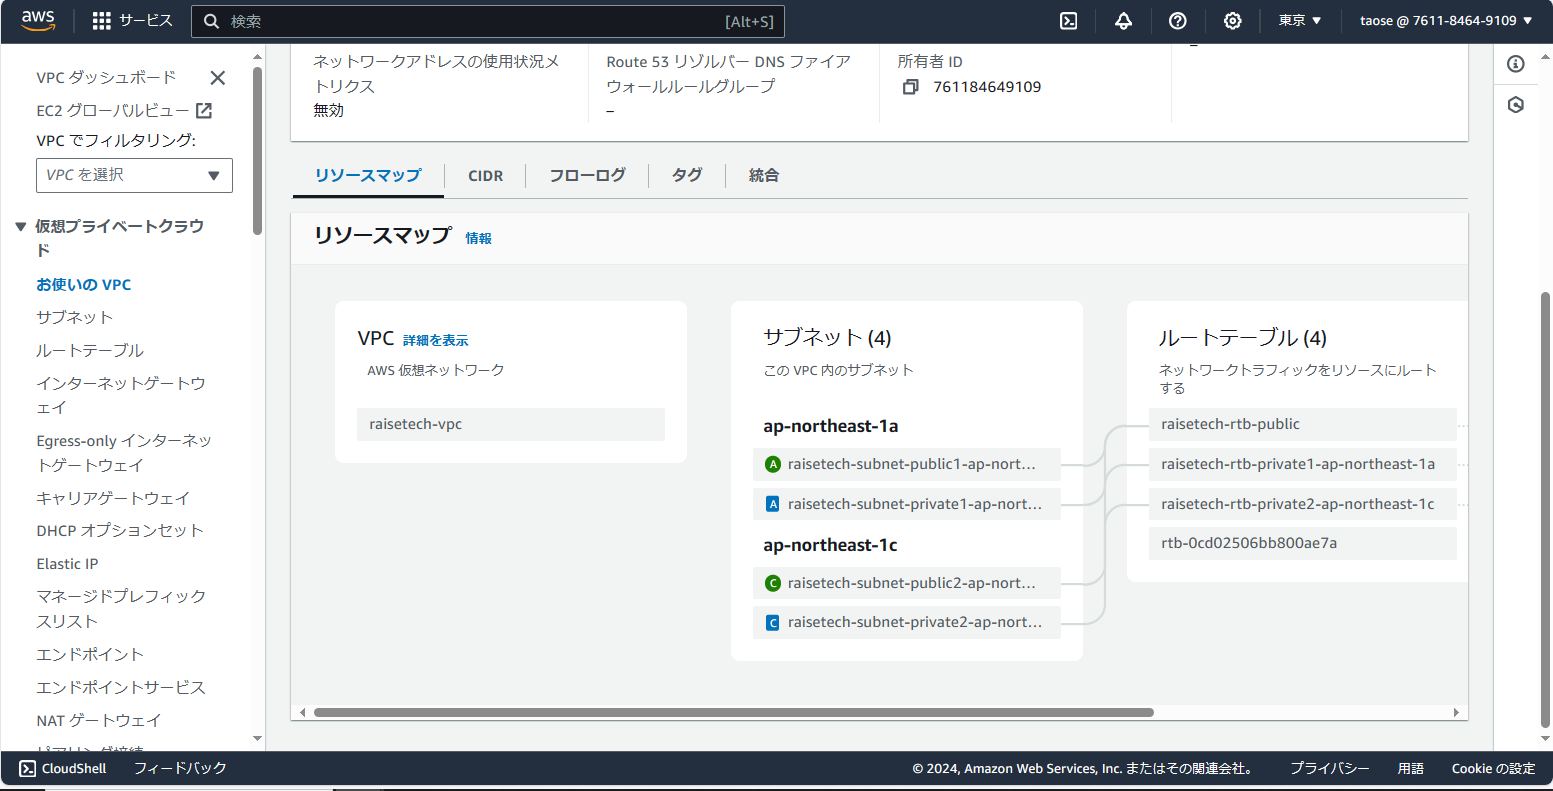 aws
サービス
検索
[Alt+S]
東京 ▼
taose @ 7611-8464-9109 ▼
VPC ダッシュボード
EC2 グローバルビュー
VPC でフィルタリング:
VPC を選択
仮想プライベートクラウ
ド
お使いの VPC
サブネット
ルートテーブル
インターネットゲートウ
ェイ
Egress-only インターネッ
トゲートウェイ
キャリアゲートウェイ
DHCP オプションセット
Elastic IP
マネージドプレフィック
スリスト
エンドポイント
エンドポイントサービス
NAT ゲートウェイ
ピアリング接続
ネットワークアドレスの使用状況メ
トリクス
無効
Route 53 リゾルバー DNS ファイア
ウォールルールグループ
–
所有者 ID
761184649109
–
リソースマップ
CIDR
フローログ
タグ
統合
リソースマップ 情報
VPC 詳細を表示
AWS 仮想ネットワーク
raisetech-vpc
サブネット (4)
この VPC 内のサブネット
ap-northeast-1a
A raisetech-subnet-public1-ap-nort...
A raisetech-subnet-private1-ap-nort...
ap-northeast-1c
C raisetech-subnet-public2-ap-nort...
C raisetech-subnet-private2-ap-nort...
ルートテーブル (4)
ネットワークトラフィックをリソースにルート
する
raisetech-rtb-public
raisetech-rtb-private1-ap-northeast-1a
raisetech-rtb-private2-ap-northeast-1c
rtb-0cd02506bb800ae7a
CloudShell
フィードバック
© 2024, Amazon Web Services, Inc. またはその関連会社。
プライバシー
用語
Cookie の設定